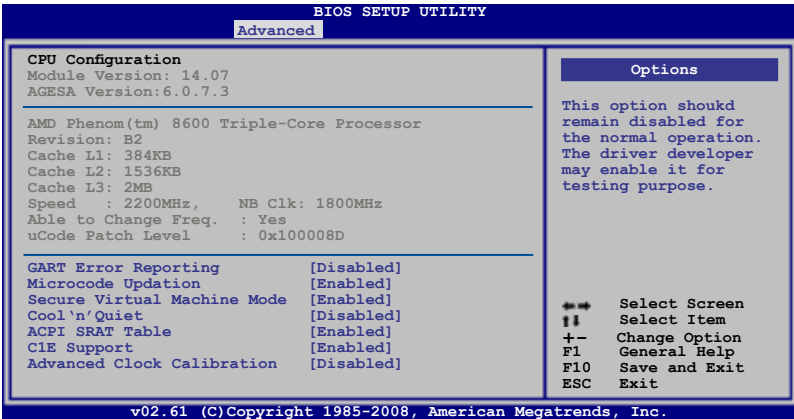 BIOS SETUP UTILITY
Advanced
CPU Configuration
Module Version: 14.07
AGESA Version:6.0.7.3
AMD Phenom(tm) 8600 Triple-Core Processor
Revision: B2
Cache L1: 384KB
Cache L2: 1536KB
Cache L3: 2MB
Speed : 2200MHz, NB Clk: 1800MHz
Able to Change Freq. : Yes
uCode Patch Level : 0x100008D
GART Error Reporting [Disabled]
Microcode Updation [Enabled]
Secure Virtual Machine Mode [Enabled]
Cool‘n’Quiet [Disabled]
ACPI SRAT Table [Enabled]
C1E Support [Enabled]
Advanced Clock Calibration [Disabled]
Options
This option shoukd
remain disabled for
the normal operation.
The driver developer
may enable it for
testing purpose.
Select Screen
Select Item
+- Change Option
F1 General Help
F10 Save and Exit
ESC Exit
v02.61 (C)Copyright 1985-2008, American Megatrends, Inc.